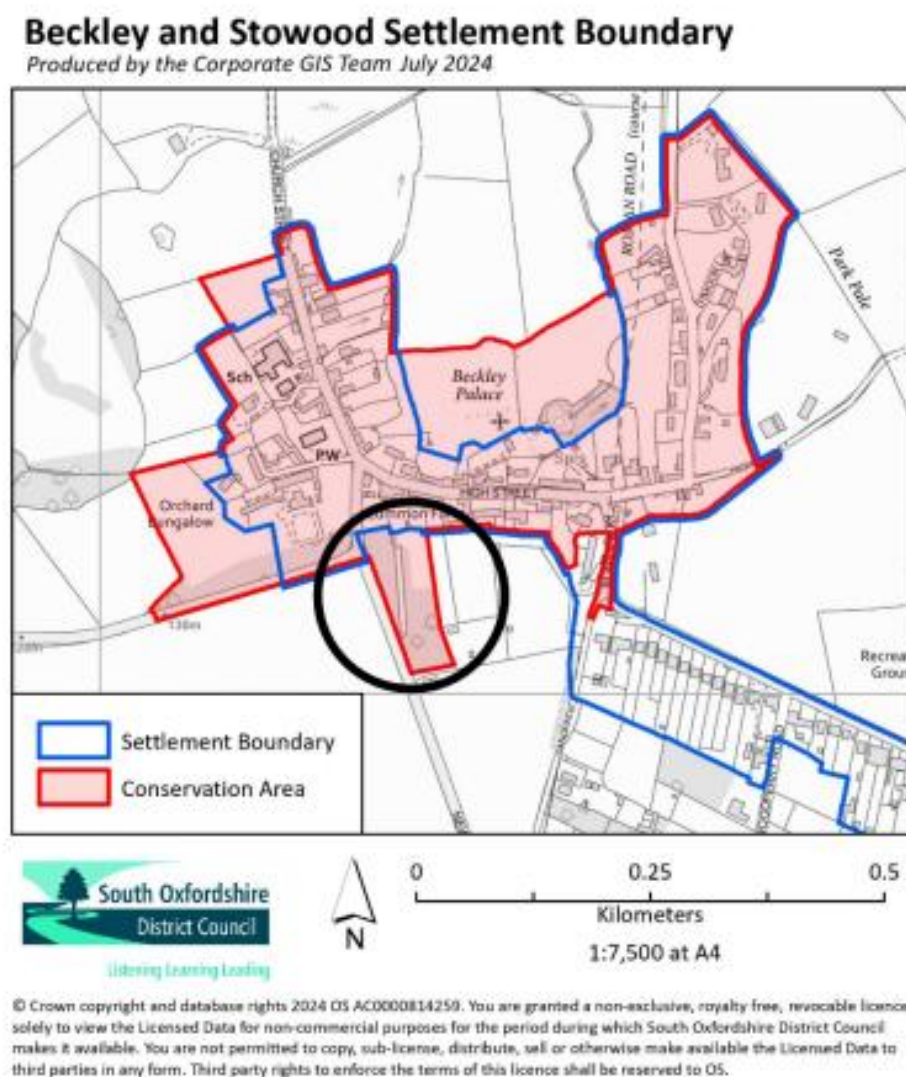 Beckley and Stowood Settlement Boundary
Produced by the Corporate GIS Team July 2024
ROMAN ROAD (course
Park Pale
Sch
Beckley
Palace
PW
HIGH STREET
Orchard
Bungalow
130m
Recrea
Groun
Settlement Boundary
Conservation Area
South Oxfordshire
District Council
Listening Learning Leading
N
0 0.25 0.5
Kilometers
1:7,500 at A4
© Crown copyright and database rights 2024 OS AC0000814259. You are granted a non-exclusive, royalty free, revocable licence
solely to view the Licensed Data for non-commercial purposes for the period during which South Oxfordshire District Council
makes it available. You are not permitted to copy, sub-license, distribute, sell or otherwise make available the Licensed Data to
third parties in any form. Third party rights to enforce the terms of this licence shall be reserved to OS.